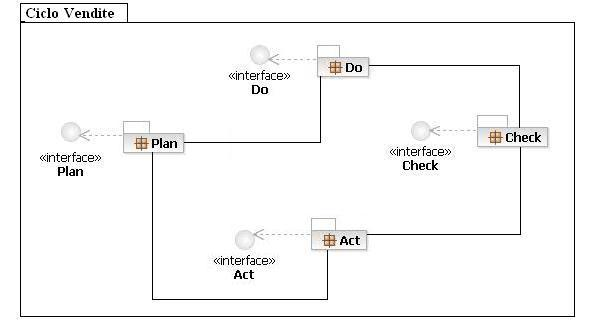 Ciclo Vendite
Do
«interface»
Do
Plan
«interface»
Plan
Check
«interface»
Check
Act
«interface»
Act